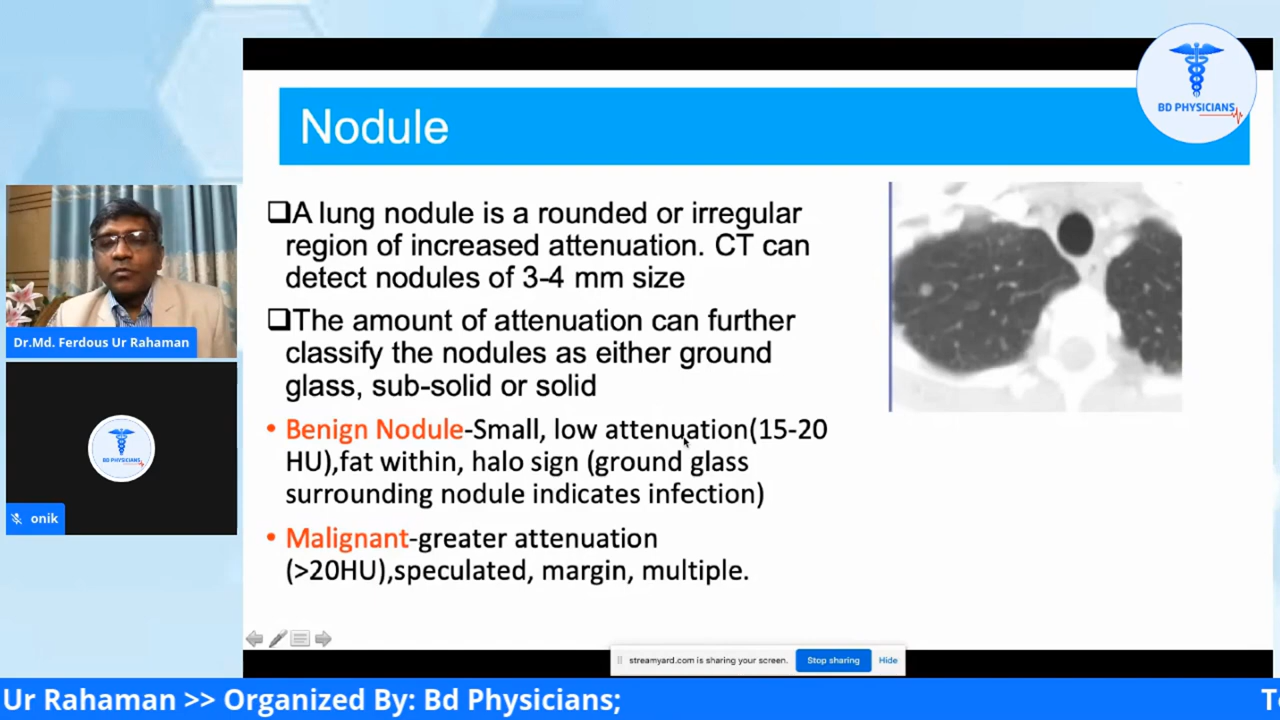 BD PHYSICIANS
Nodule
❑A lung nodule is a rounded or irregular
region of increased attenuation. CT can
detect nodules of 3-4 mm size
❑The amount of attenuation can further
classify the nodules as either ground
glass, sub-solid or solid
• Benign Nodule-Small, low attenuation(15-20
HU),fat within, halo sign (ground glass
surrounding nodule indicates infection)
• Malignant-greater attenuation
(>20HU),speculated, margin, multiple.
Dr.Md. Ferdous Ur Rahaman
BD PHYSICIANS
onik
streamyard.com is sharing your screen.
Stop sharing
Hide
Ur Rahaman >> Organized By: Bd Physicians;